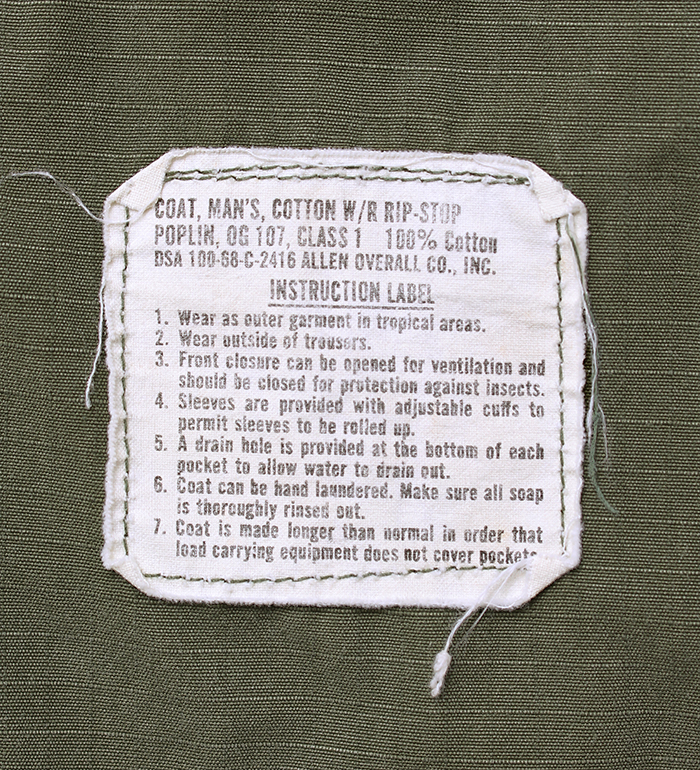 COAT, MAN'S, COTTON W/R RIP-STOP
POPLIN, OG 107, CLASS 1 100% Cotton
DSA 100-68-C-2416 ALLEN OVERALL CO., INC.
INSTRUCTION LABEL
1. Wear as outer garment in tropical areas.
2. Wear outside of trousers.
3. Front closure can be opened for ventilation and
should be closed for protection against insects.
4. Sleeves are provided with adjustable cuffs to
permit sleeves to be rolled up.
5. A drain hole is provided at the bottom of each
pocket to allow water to drain out.
6. Coat can be hand laundered. Make sure all soap
is thoroughly rinsed out.
7. Coat is made longer than normal in order that
load carrying equipment does not cover pockets.